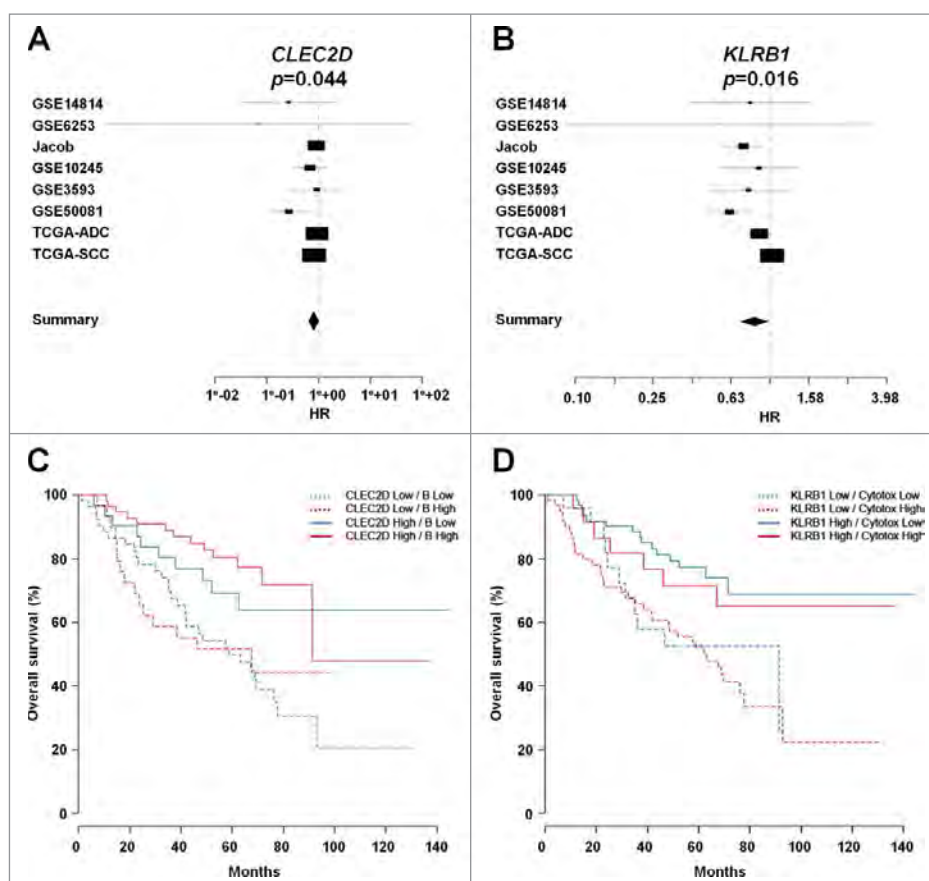 A
CLEC2D
p=0.044
GSE14814
GSE6253
Jacob
GSE10245
GSE3593
GSE50081
TCGA-ADC
TCGA-SCC
Summary
1*-02 1*-01 1*+00 1*+01 1*+02
HR
B
KLRB1
p=0.016
GSE14814
GSE6253
Jacob
GSE10245
GSE3593
GSE50081
TCGA-ADC
TCGA-SCC
Summary
0.10 0.25 0.63 1.58 3.98
HR
C
CLEC2D Low / B Low
CLEC2D Low / B High
CLEC2D High / B Low
CLEC2D High / B High
Overall survival (%)
100
80
60
40
20
0
0 20 40 60 80 100 120 140
Months
D
KLRB1 Low / Cytotox Low
KLRB1 Low / Cytotox High
KLRB1 High / Cytotox Low
KLRB1 High / Cytotox High
Overall survival (%)
100
80
60
40
20
0
0 20 40 60 80 100 120 140
Months